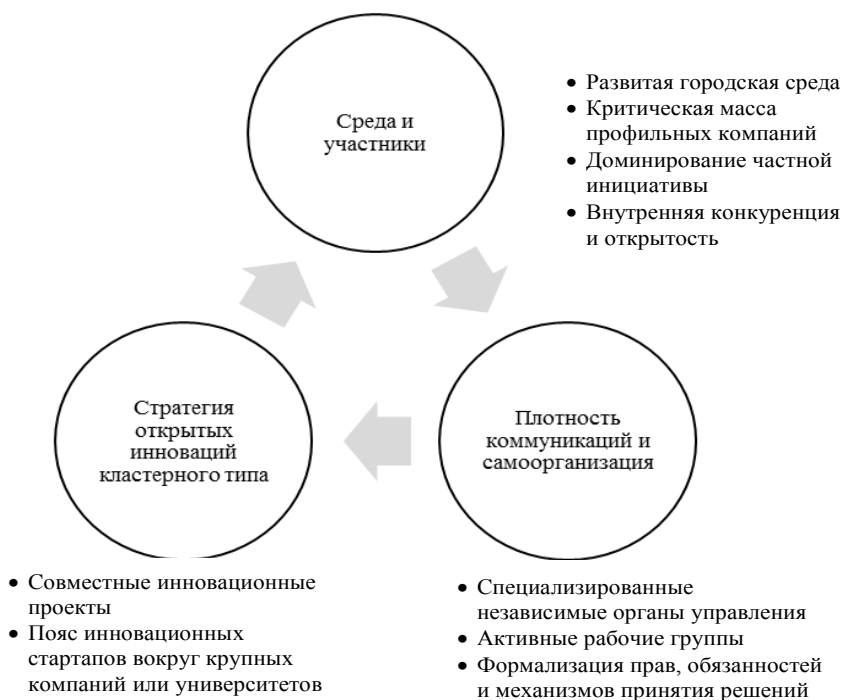 Среда и
участники
• Развитая городская среда
• Критическая масса
профильных компаний
• Доминирование частной
инициативы
• Внутренняя конкуренция
и открытость
Стратегия
открытых
инноваций
кластерного типа
Плотность
коммуникаций и
самоорганизация
• Совместные инновационные
проекты
• Пояс инновационных
стартапов вокруг крупных
компаний или университетов
• Специализированные
независимые органы управления
• Активные рабочие группы
• Формализация прав, обязанностей
и механизмов принятия решений